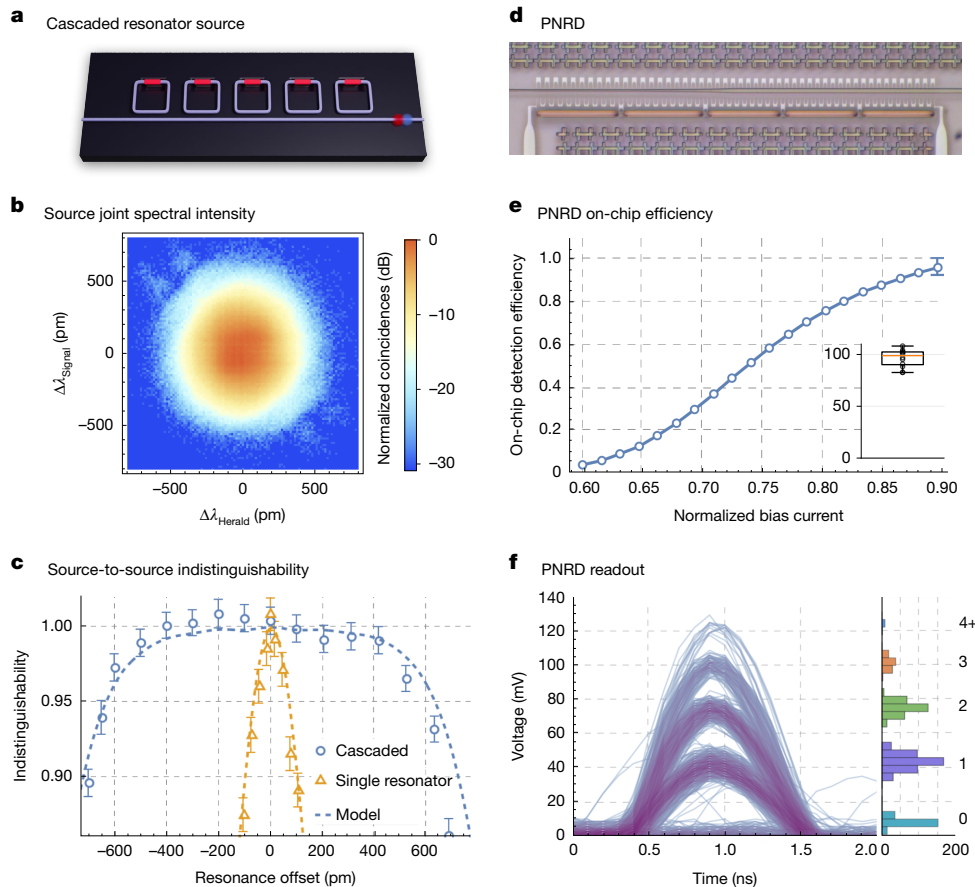 a Cascaded resonator source
b Source joint spectral intensity
500
0
−500
Δλ_Signal (pm)
−500 0 500
Δλ_Herald (pm)
0
−10
−20
−30
Normalized coincidences (dB)
c Source-to-source indistinguishability
1.00
0.95
0.90
Indistinguishability
Cascaded
Single resonator
Model
−600 −400 −200 0 200 400 600
Resonance offset (pm)
d PNRD
e PNRD on-chip efficiency
1.0
0.8
0.6
0.4
0.2
0
On-chip detection efficiency
100
50
0
0.60 0.65 0.70 0.75 0.80 0.85 0.90
Normalized bias current
f PNRD readout
140
120
100
80
60
40
20
0
Voltage (mV)
0 0.5 1.0 1.5 2.0
Time (ns)
4+
3
2
1
0
0 200